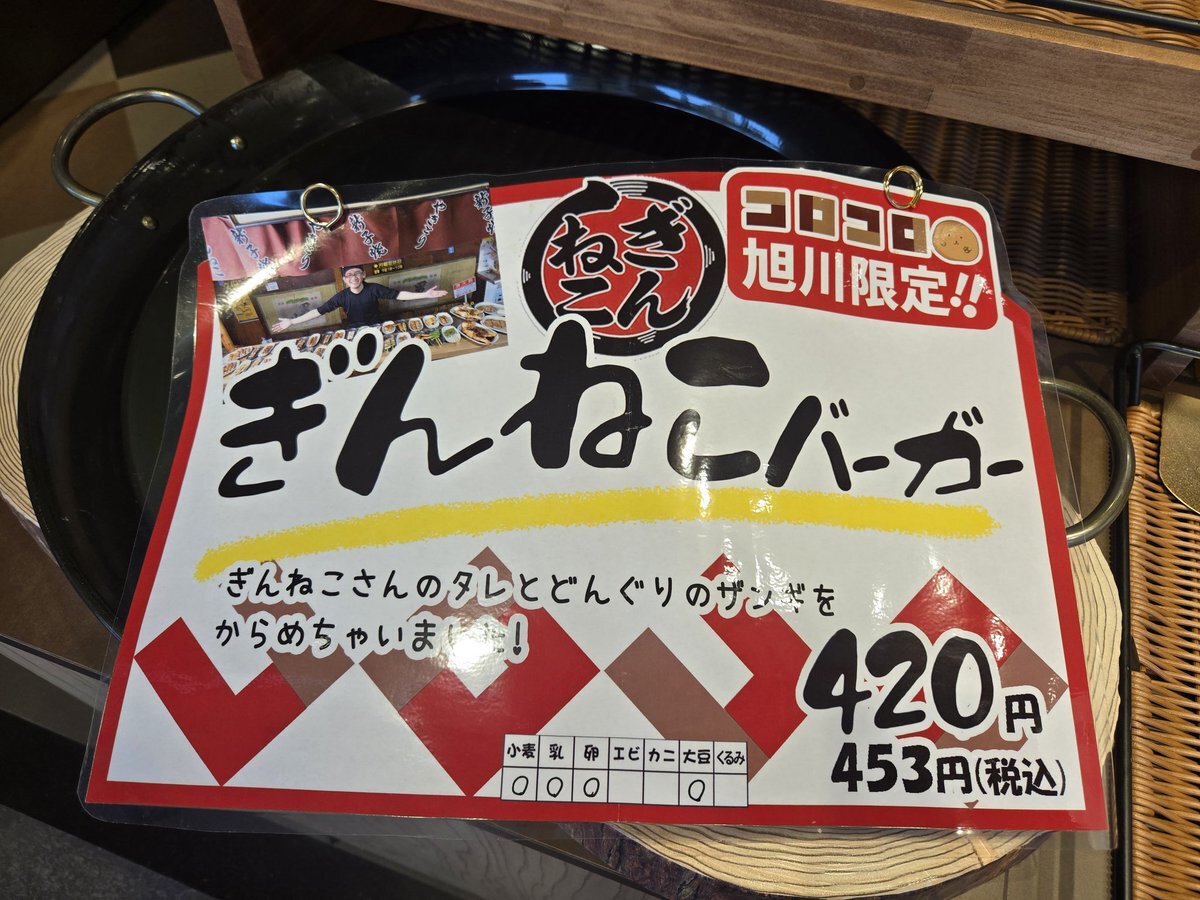 ぎんねこ
コロコロ
旭川限定!!
ぎんねこバーガー
ぎんねこさんのタレとどんぐりのザンギを
からめちゃいました!
420円
453円(税込)
小麦 乳 卵 エビ カニ 大豆 くるみ
○ ○ ○ ○